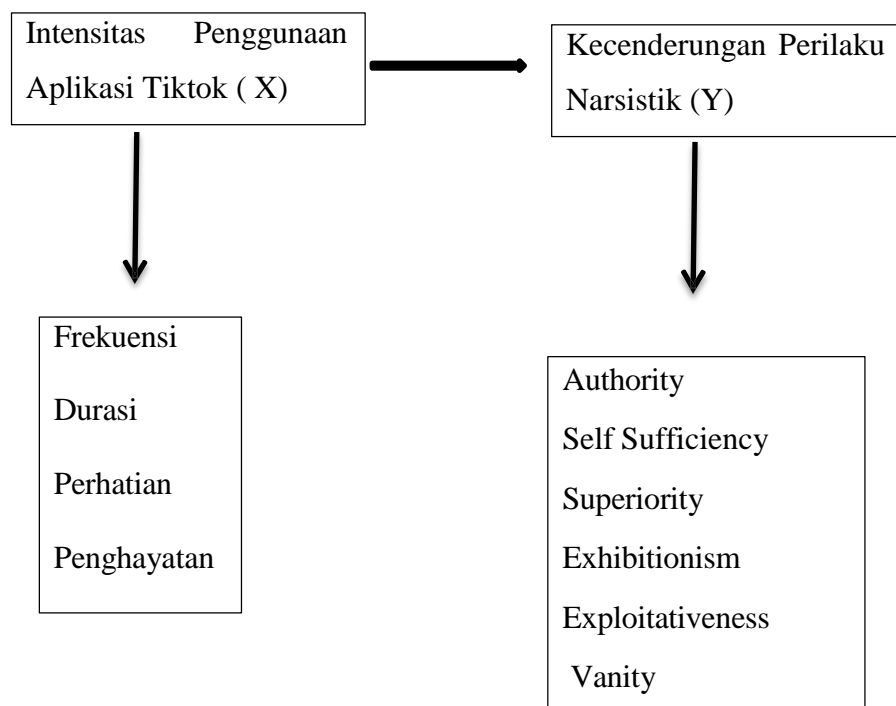 Intensitas Penggunaan
Aplikasi Tiktok ( X)
Kecenderungan Perilaku
Narsistik (Y)
Frekuensi
Durasi
Perhatian
Penghayatan
Authority
Self Sufficiency
Superiority
Exhibitionism
Exploitativeness
Vanity